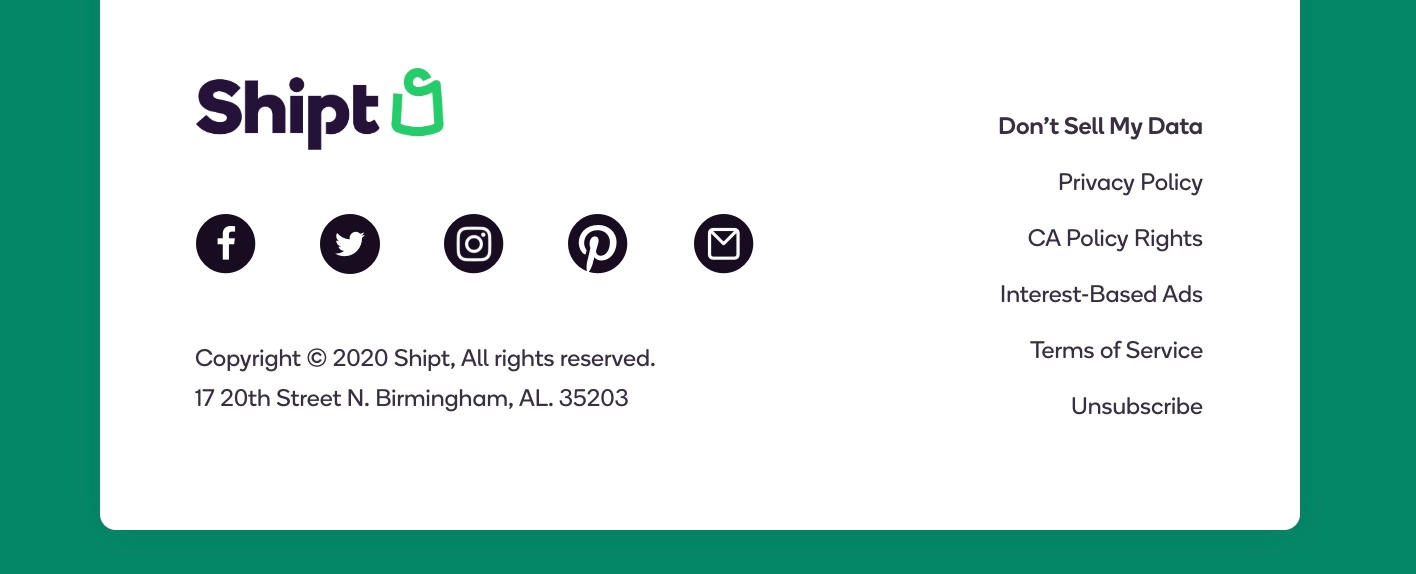 Shipt
Copyright © 2020 Shipt, All rights reserved.
17 20th Street N. Birmingham, AL. 35203
Don’t Sell My Data
Privacy Policy
CA Policy Rights
Interest-Based Ads
Terms of Service
Unsubscribe